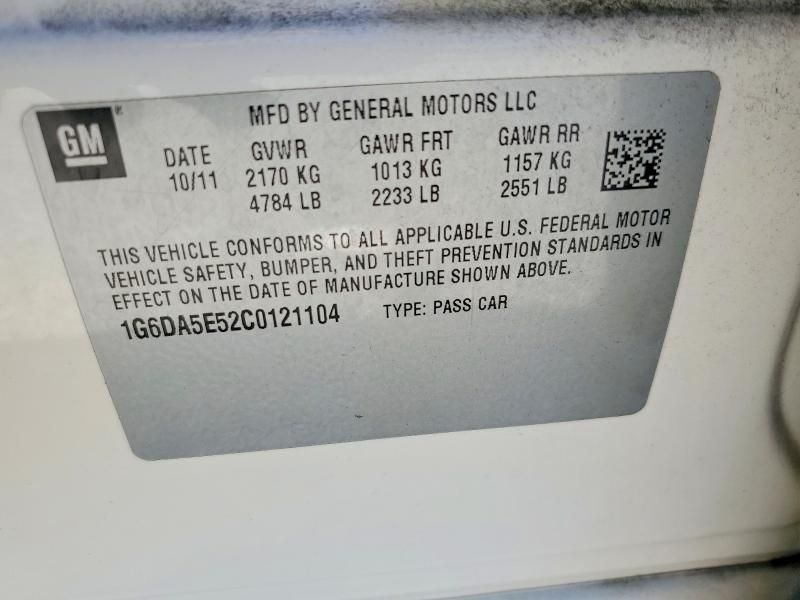 MFD BY GENERAL MOTORS LLC
GM®
DATE GVWR GAWR FRT GAWR RR
10/11 2170 KG 1013 KG 1157 KG
4784 LB 2233 LB 2551 LB
THIS VEHICLE CONFORMS TO ALL APPLICABLE U.S. FEDERAL MOTOR
VEHICLE SAFETY, BUMPER, AND THEFT PREVENTION STANDARDS IN
EFFECT ON THE DATE OF MANUFACTURE SHOWN ABOVE.
1G6DA5E52C0121104 TYPE: PASS CAR